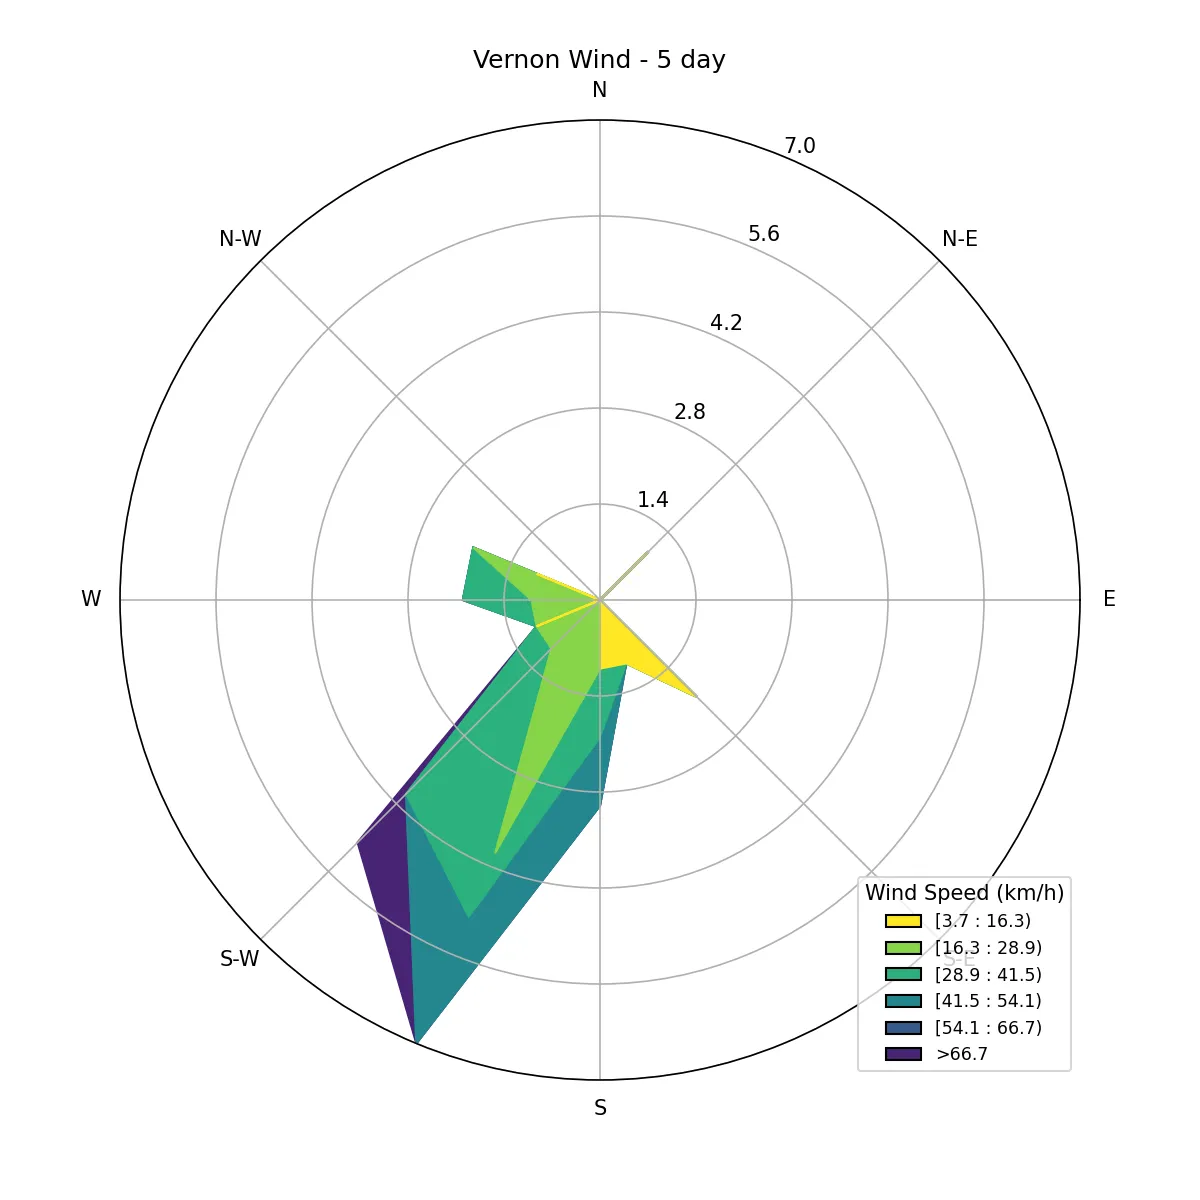 Vernon Wind - 5 day
N
7.0
N-W
5.6
N-E
4.2
2.8
1.4
W
E
S-W
S-E
Wind Speed (km/h)
[3.7 : 16.3)
[16.3 : 28.9)
[28.9 : 41.5)
[41.5 : 54.1)
[54.1 : 66.7)
>66.7
S